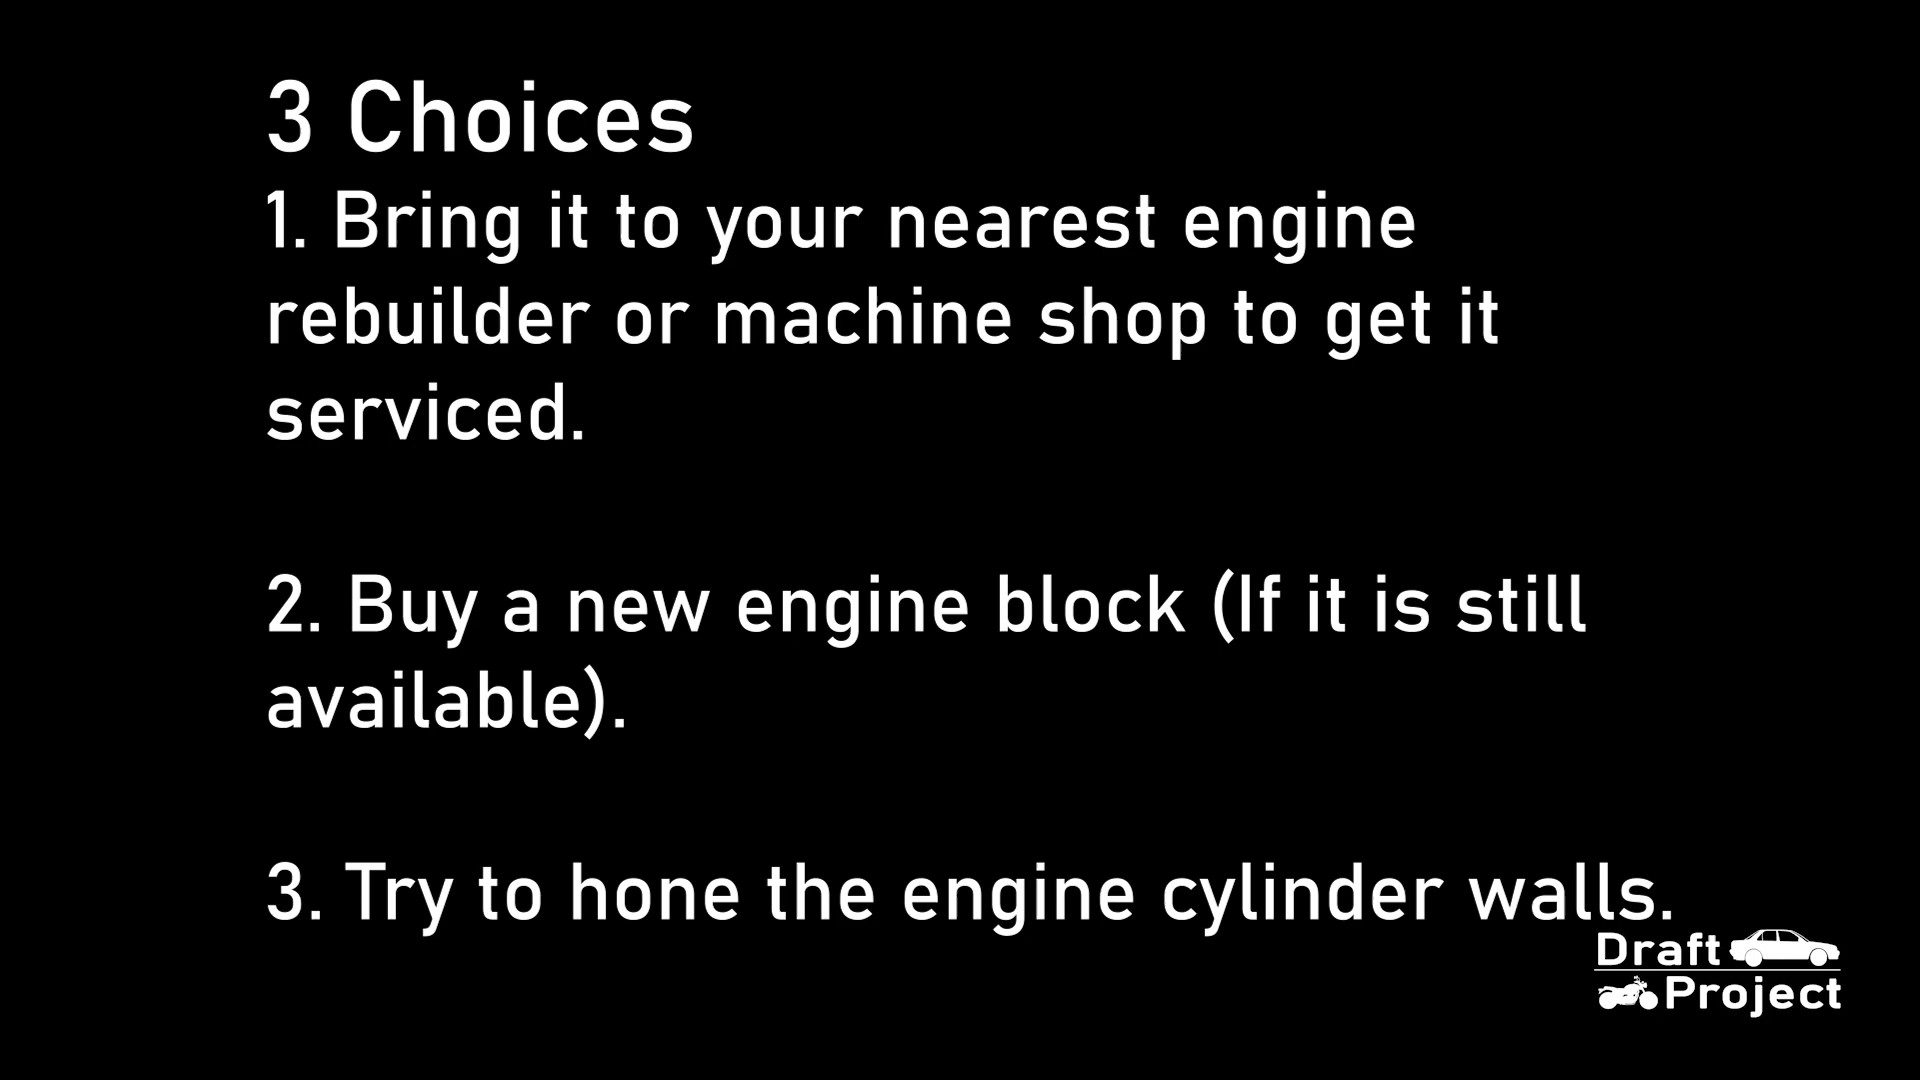 3 Choices
1. Bring it to your nearest engine
rebuilder or machine shop to get it
serviced.
2. Buy a new engine block (If it is still
available).
3. Try to hone the engine cylinder walls.
Draft
Project